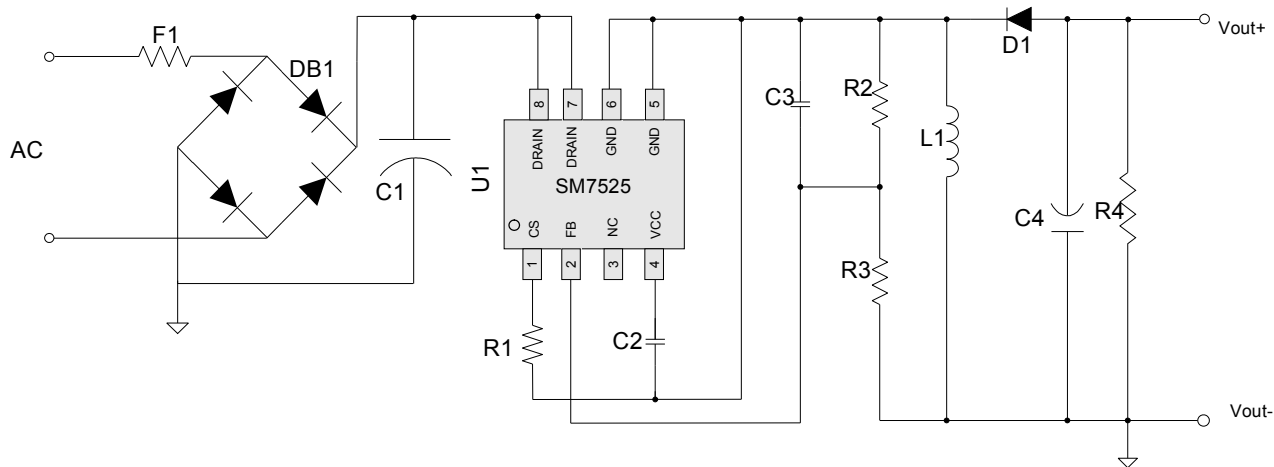 F1
DB1
AC
C1
U1
8
7
6
5
DRAIN
DRAIN
GND
GND
SM7525
CS
FB
NC
VCC
1
2
3
4
R1
C2
C3
R2
R3
L1
D1
C4
R4
Vout+
Vout-